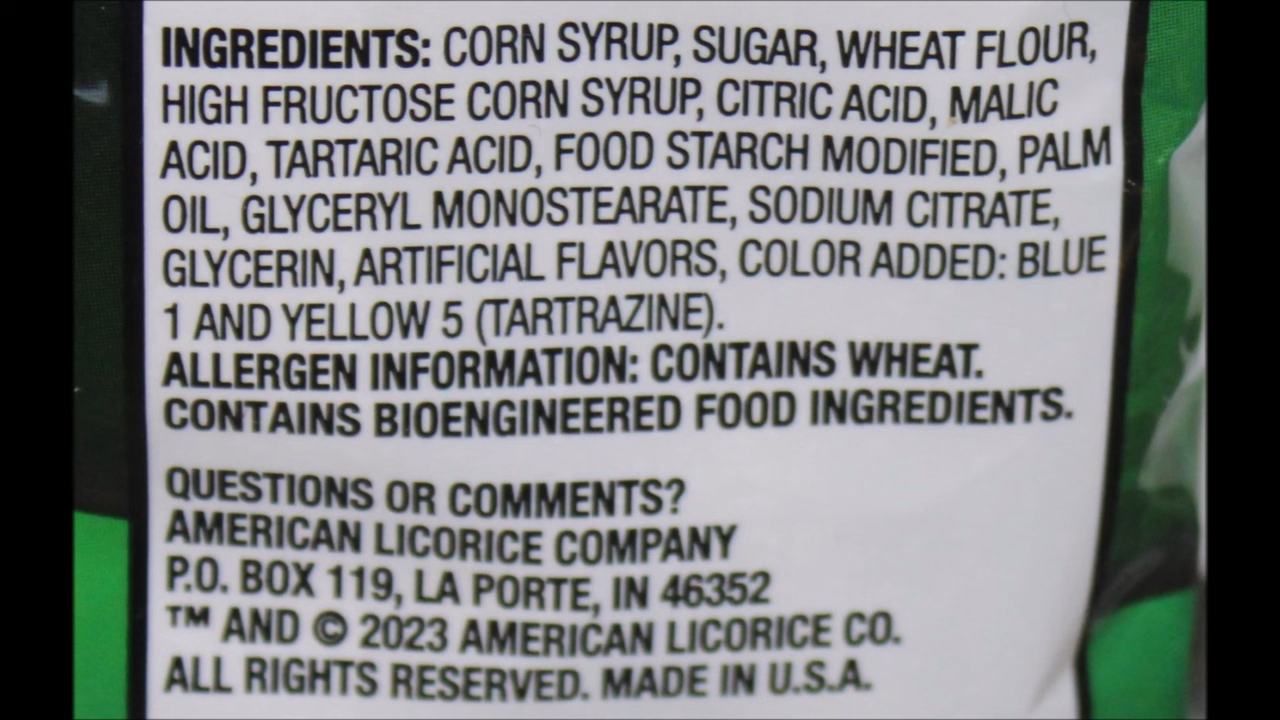 INGREDIENTS: CORN SYRUP, SUGAR, WHEAT FLOUR,
HIGH FRUCTOSE CORN SYRUP, CITRIC ACID, MALIC
ACID, TARTARIC ACID, FOOD STARCH MODIFIED, PALM
OIL, GLYCERYL MONOSTEARATE, SODIUM CITRATE,
GLYCERIN, ARTIFICIAL FLAVORS, COLOR ADDED: BLUE
1 AND YELLOW 5 (TARTRAZINE).
ALLERGEN INFORMATION: CONTAINS WHEAT.
CONTAINS BIOENGINEERED FOOD INGREDIENTS.
QUESTIONS OR COMMENTS?
AMERICAN LICORICE COMPANY
P.O. BOX 119, LA PORTE, IN 46352
™ AND © 2023 AMERICAN LICORICE CO.
ALL RIGHTS RESERVED. MADE IN U.S.A.